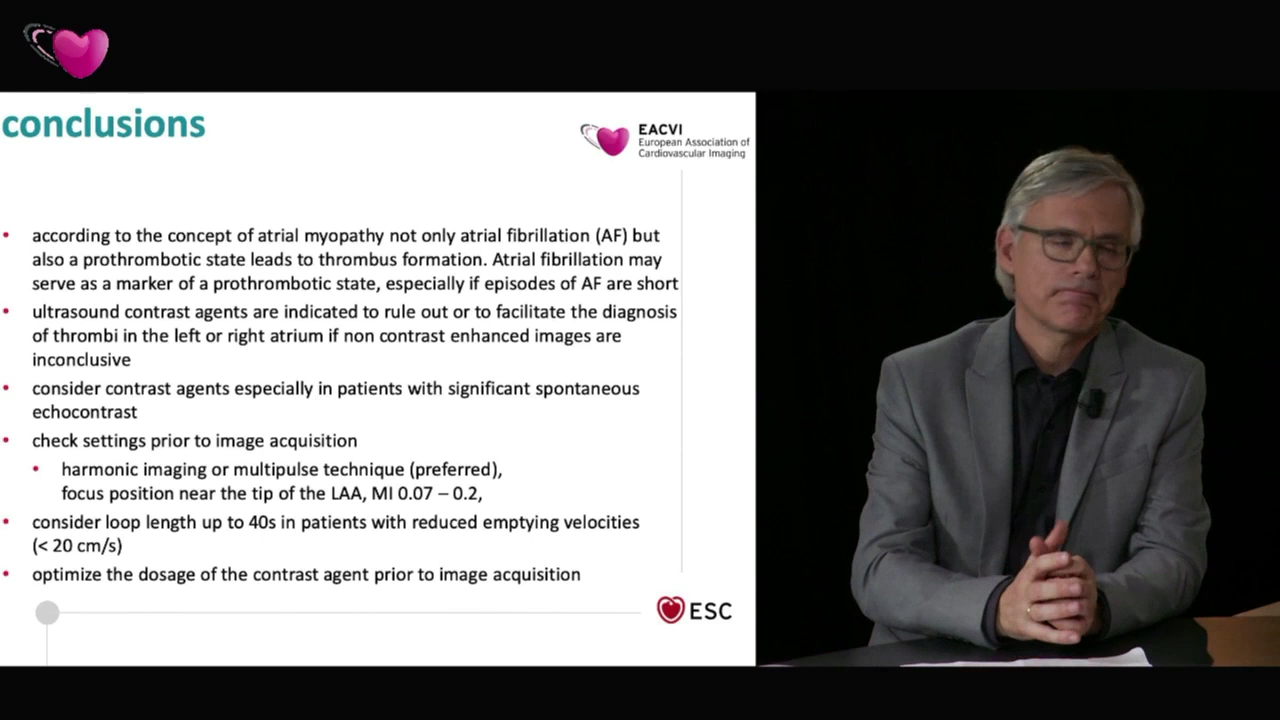 conclusions
EACVI
European Association of
Cardiovascular Imaging
• according to the concept of atrial myopathy not only atrial fibrillation (AF) but
also a prothrombotic state leads to thrombus formation. Atrial fibrillation may
serve as a marker of a prothrombotic state, especially if episodes of AF are short
• ultrasound contrast agents are indicated to rule out or to facilitate the diagnosis
of thrombi in the left or right atrium if non contrast enhanced images are
inconclusive
• consider contrast agents especially in patients with significant spontaneous
echocontrast
• check settings prior to image acquisition
• harmonic imaging or multipulse technique (preferred),
focus position near the tip of the LAA, MI 0.07 – 0.2,
• consider loop length up to 40s in patients with reduced emptying velocities
(< 20 cm/s)
• optimize the dosage of the contrast agent prior to image acquisition
ESC